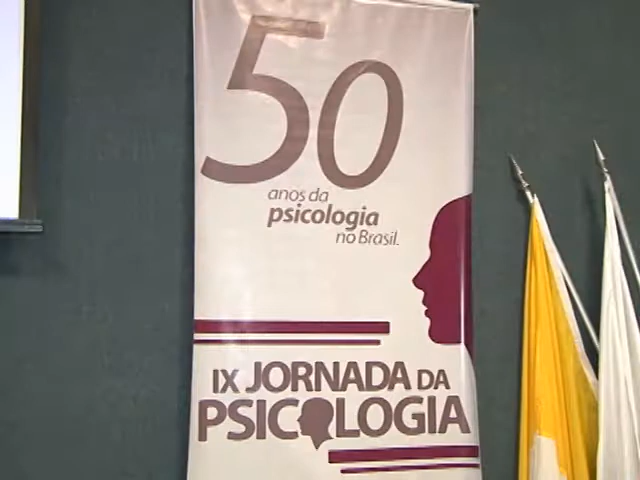 50
anos da
psicologia
no Brasil.
IX JORNADA DA
PSICOLOGIA